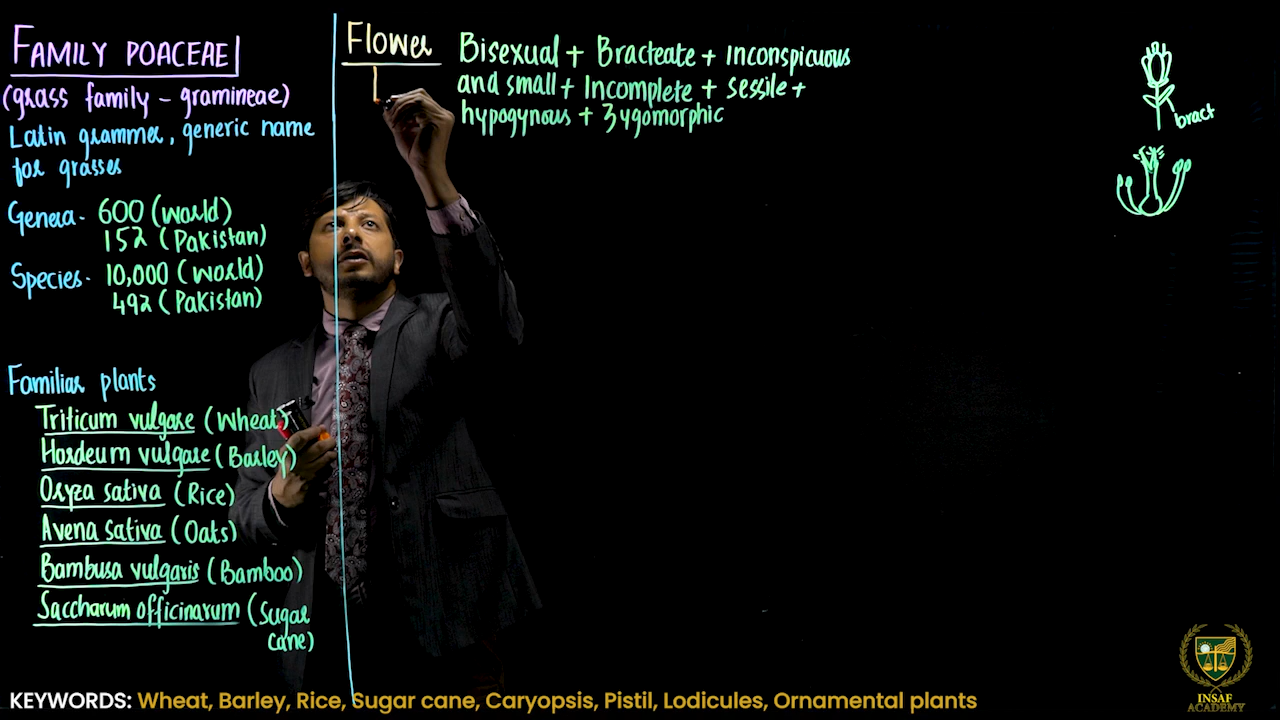 FAMILY POACEAE
(grass family - gramineae)
Latin grammer, generic name
for grasses
Genera - 600 (world)
152 (Pakistan)
Species - 10,000 (world)
492 (Pakistan)
Familiar plants
Triticum vulgare (Wheat)
Hordeum vulgare (Barley)
Oryza sativa (Rice)
Avena sativa (Oats)
Bambusa vulgaris (Bamboo)
Saccharum officinarum (Sugar
cane)
Flower
Bisexual + Bracteate + inconspicuous
and small + Incomplete + sessile +
hypogynous + Zygomorphic
bract
KEYWORDS: Wheat, Barley, Rice, Sugar cane, Caryopsis, Pistil, Lodicules, Ornamental plants
INSAF
ACADEMY